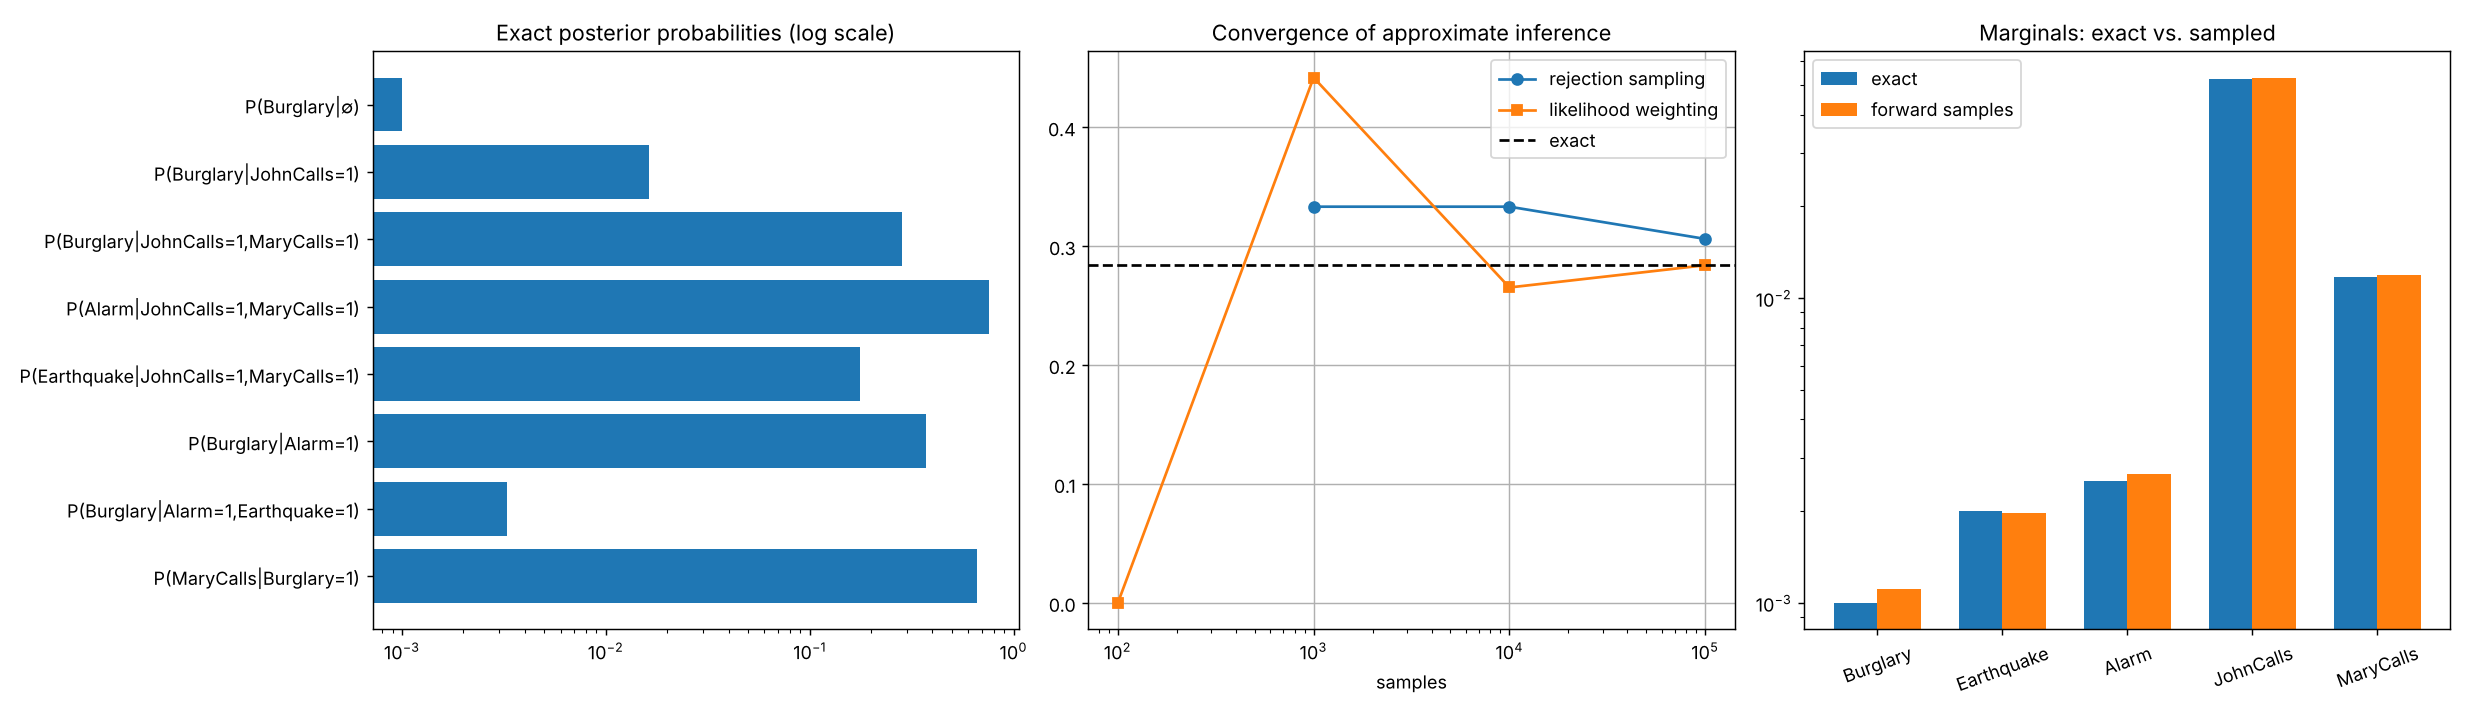 Exact posterior probabilities (log scale)
P(Burglary|ø)
P(Burglary|JohnCalls=1)
P(Burglary|JohnCalls=1,MaryCalls=1)
P(Alarm|JohnCalls=1,MaryCalls=1)
P(Earthquake|JohnCalls=1,MaryCalls=1)
P(Burglary|Alarm=1)
P(Burglary|Alarm=1,Earthquake=1)
P(MaryCalls|Burglary=1)
10⁻³ 10⁻² 10⁻¹ 10⁰
Convergence of approximate inference
rejection sampling
likelihood weighting
exact
0.4
0.3
0.2
0.1
0.0
10² 10³ 10⁴ 10⁵
samples
Marginals: exact vs. sampled
exact
forward samples
10⁻²
10⁻³
Burglary Earthquake Alarm JohnCalls MaryCalls